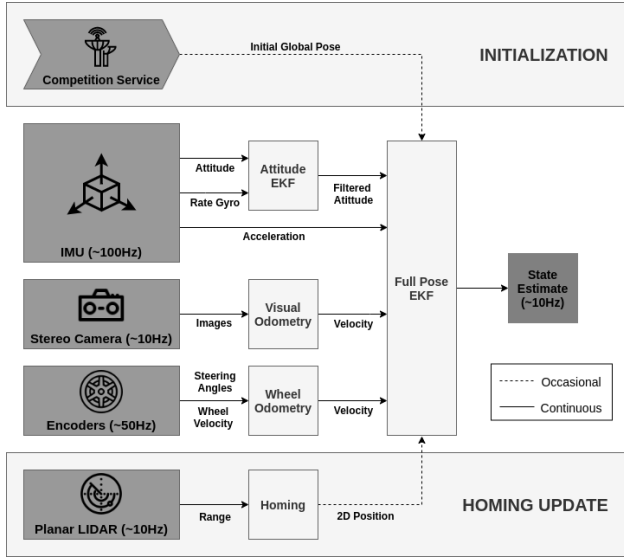 Competition Service
Initial Global Pose
INITIALIZATION
IMU (~100Hz)
Attitude
Rate Gyro
Attitude
EKF
Filtered
Atittude
Acceleration
Full Pose
EKF
State
Estimate
(~10Hz)
Stereo Camera (~10Hz)
Images
Visual
Odometry
Velocity
Encoders (~50Hz)
Steering
Angles
Wheel
Velocity
Wheel
Odometry
Velocity
Occasional
Continuous
Planar LIDAR (~10Hz)
Range
Homing
2D Position
HOMING UPDATE